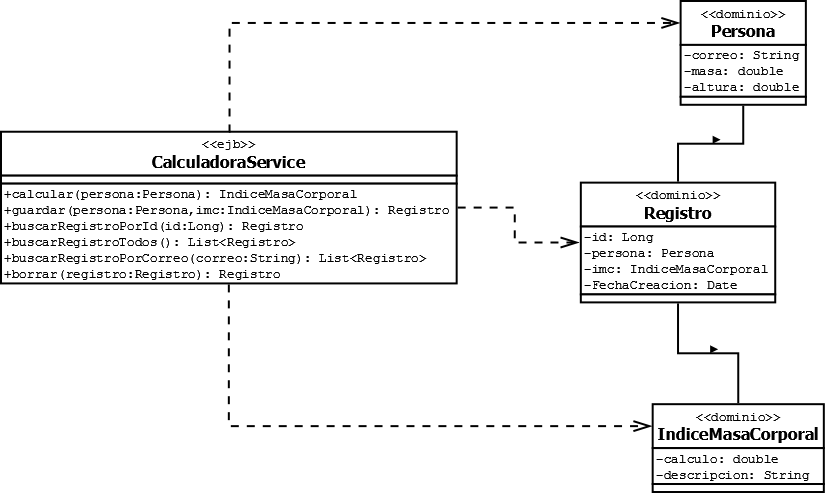 <<dominio>>
Persona
-correo: String
-masa: double
-altura: double
<<ejb>>
CalculadoraService
+calcular(persona:Persona): IndiceMasaCorporal
+guardar(persona:Persona,imc:IndiceMasaCorporal): Registro
+buscarRegistroPorId(id:Long): Registro
+buscarRegistroTodos(): List<Registro>
+buscarRegistroPorCorreo(correo:String): List<Registro>
+borrar(registro:Registro): Registro
<<dominio>>
Registro
-id: Long
-persona: Persona
-imc: IndiceMasaCorporal
-FechaCreacion: Date
<<dominio>>
IndiceMasaCorporal
-calculo: double
-descripcion: String